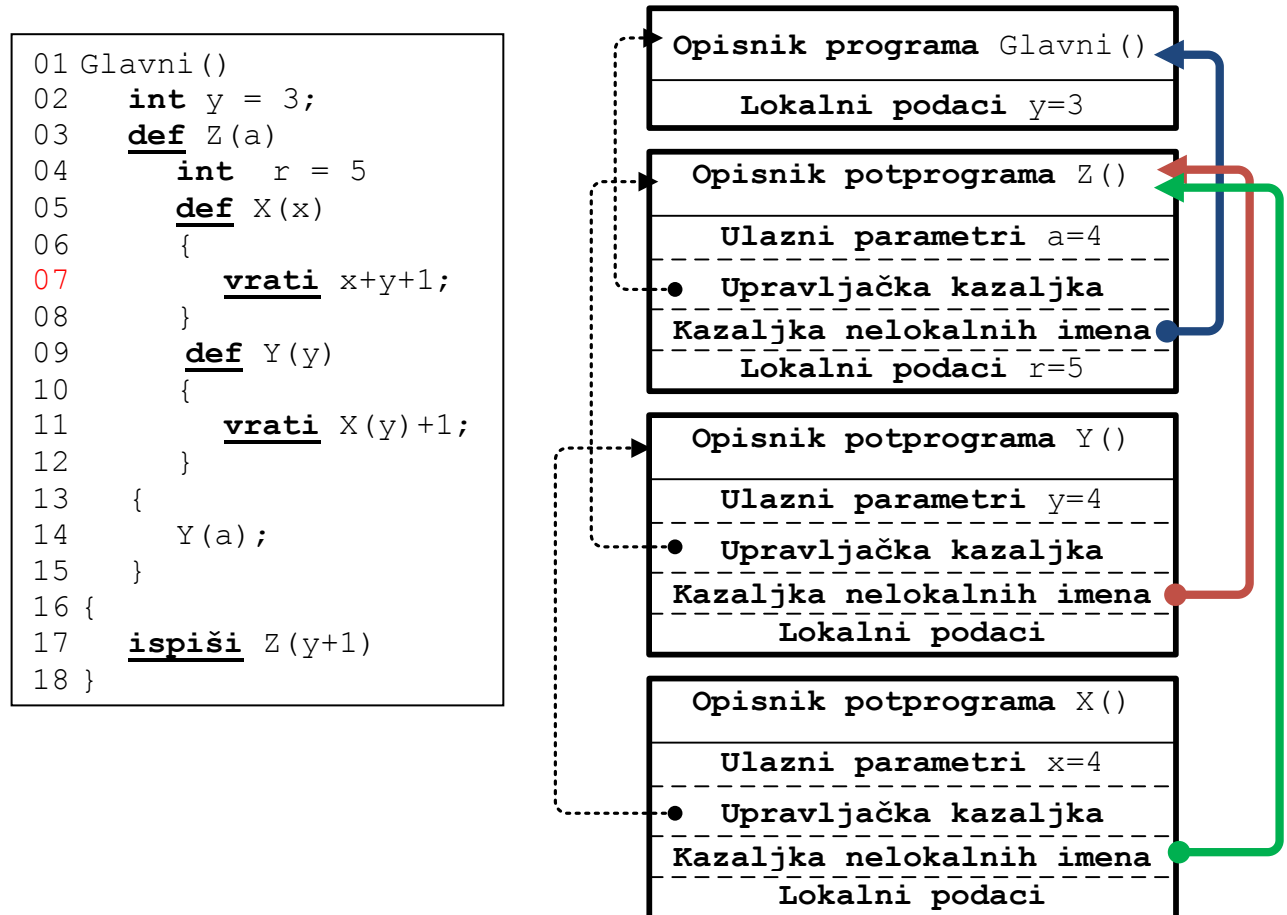 01 Glavni()
02 int y = 3;
03 def Z(a)
04 int r = 5
05 def X(x)
06 {
07 vrati x+y+1;
08 }
09 def Y(y)
10 {
11 vrati X(y)+1;
12 }
13 {
14 Y(a);
15 }
16 {
17 ispiši Z(y+1)
18 }
Opisnik programa Glavni()
Lokalni podaci y=3
Opisnik potprograma Z()
Ulazni parametri a=4
Upravljačka kazaljka
Kazaljka nelokalnih imena
Lokalni podaci r=5
Opisnik potprograma Y()
Ulazni parametri y=4
Upravljačka kazaljka
Kazaljka nelokalnih imena
Lokalni podaci
Opisnik potprograma X()
Ulazni parametri x=4
Upravljačka kazaljka
Kazaljka nelokalnih imena
Lokalni podaci